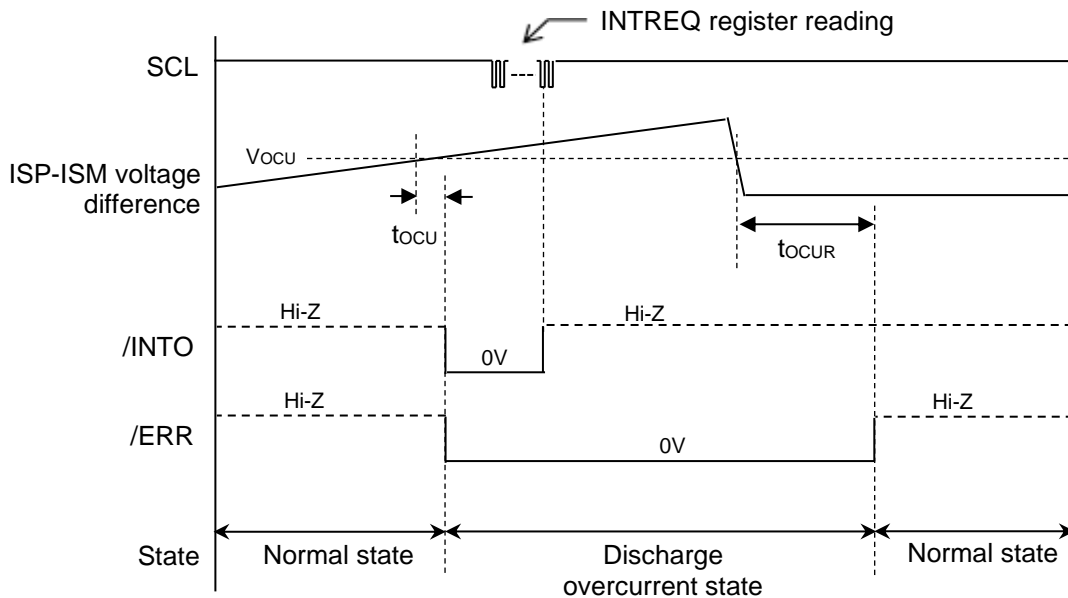 INTREQ register reading
SCL
VOCU
ISP-ISM voltage
difference
tOCU
tOCUR
Hi-Z
Hi-Z
/INTO
0V
Hi-Z
Hi-Z
/ERR
0V
State
Normal state
Discharge
overcurrent state
Normal state